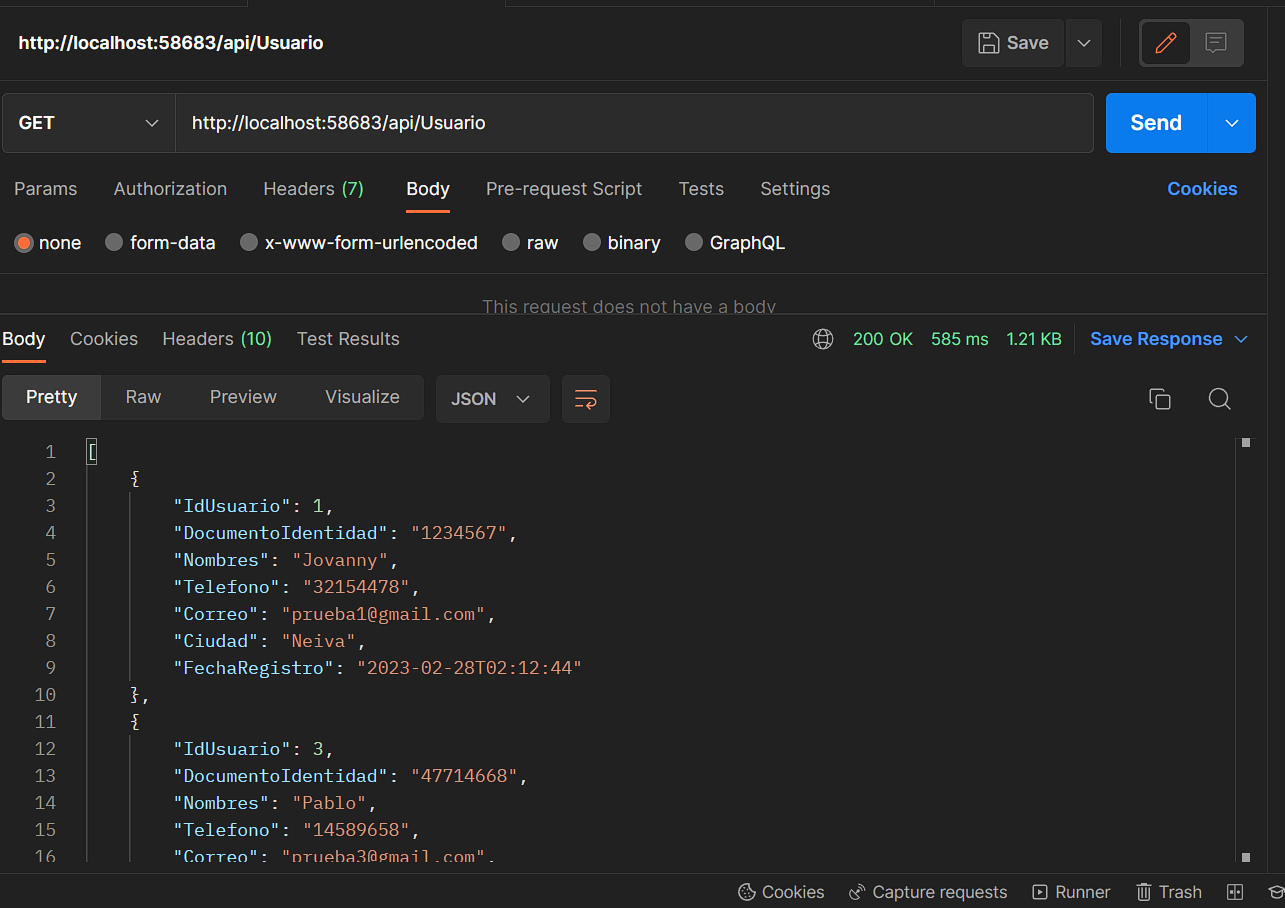 http://localhost:58683/api/Usuario
Save
GET
http://localhost:58683/api/Usuario
Send
Params Authorization Headers (7) Body Pre-request Script Tests Settings Cookies
none form-data x-www-form-urlencoded raw binary GraphQL
This request does not have a body
Body Cookies Headers (10) Test Results 200 OK 585 ms 1.21 KB Save Response
Pretty Raw Preview Visualize JSON
1 [
2 {
3 "IdUsuario": 1,
4 "DocumentoIdentidad": "1234567",
5 "Nombres": "Jovanny",
6 "Telefono": "32154478",
7 "Correo": "prueba1@gmail.com",
8 "Ciudad": "Neiva",
9 "FechaRegistro": "2023-02-28T02:12:44"
10 },
11 {
12 "IdUsuario": 3,
13 "DocumentoIdentidad": "47714668",
14 "Nombres": "Pablo",
15 "Telefono": "14589658",
16 "Correo": "prueba3@gmail.com",
Cookies Capture requests Runner Trash